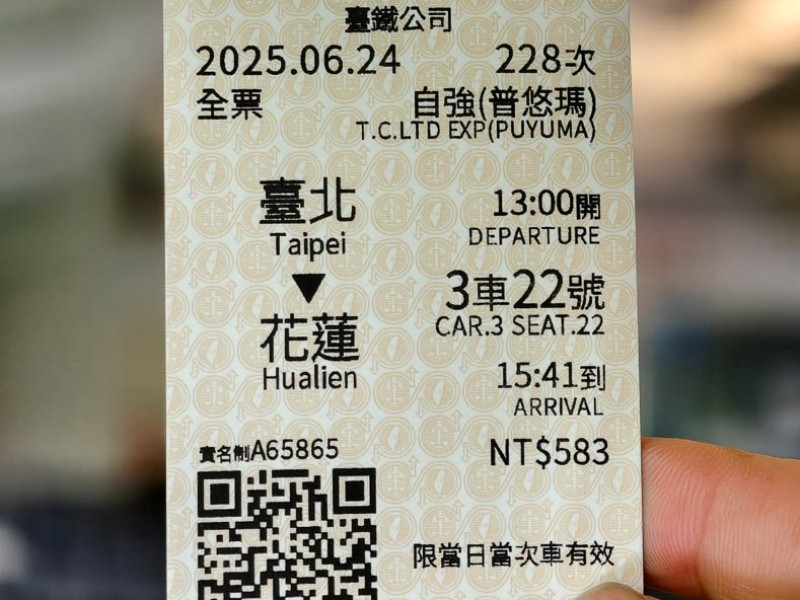 臺鐵公司
2025.06.24 228次
全票 自強(普悠瑪)
T.C.LTD EXP(PUYUMA)
臺北 13:00開
Taipei DEPARTURE
3車22號
花蓮 CAR.3 SEAT.22
Hualien 15:41到
ARRIVAL
實名制A65865 NT$583
限當日當次車有效